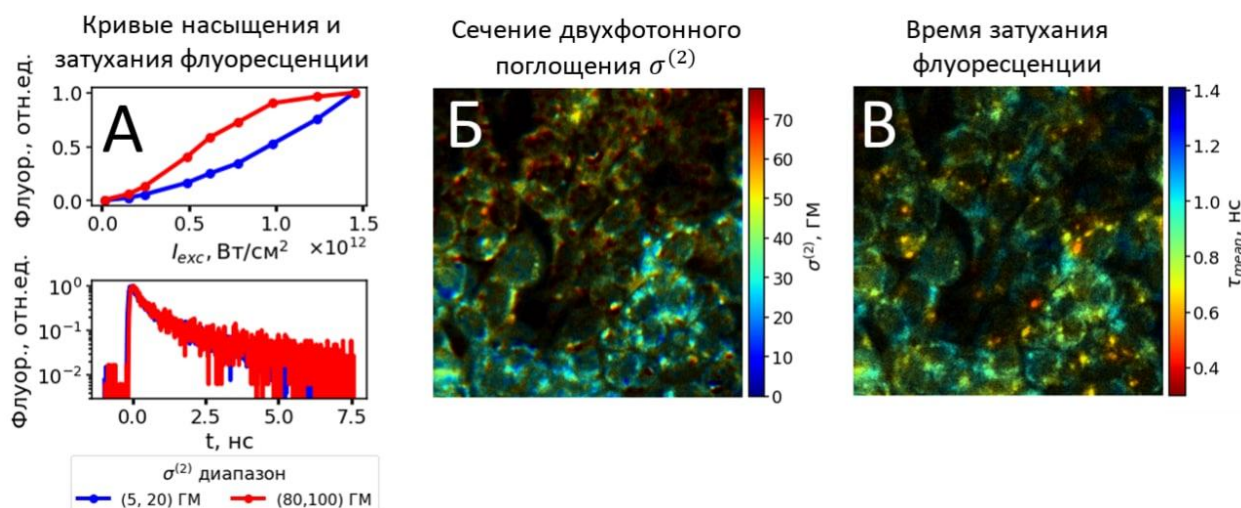 Кривые насыщения и
затухания флуоресценции
Флуор., отн.ед.
1.0
0.5
0.0
А
0.0 0.5 1.0 1.5
I_exc, Вт/см² ×10¹²
Флуор., отн.ед.
10⁰
10⁻¹
10⁻²
0.0 2.5 5.0 7.5
t, нс
σ⁽²⁾ диапазон
(5, 20) ГМ (80,100) ГМ
Сечение двухфотонного
поглощения σ⁽²⁾
Б
70
60
50
40
30
20
10
0
σ⁽²⁾, ГМ
Время затухания
флуоресценции
В
1.4
1.2
1.0
0.8
0.6
0.4
τ_mean, нс